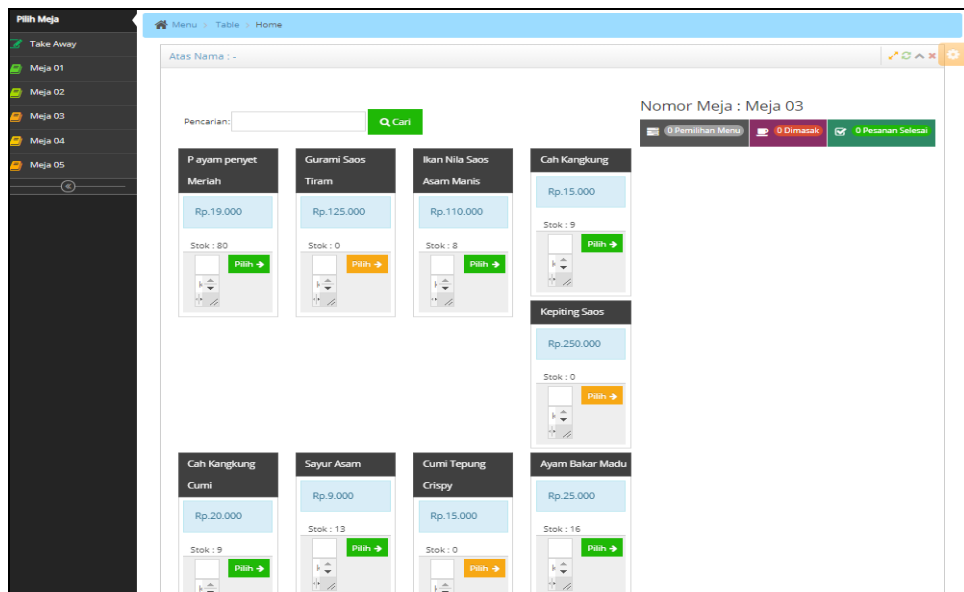 Pilih Meja
Take Away
Meja 01
Meja 02
Meja 03
Meja 04
Meja 05
Menu > Table > Home
Atas Nama : -
Pencarian:
Cari
Nomor Meja : Meja 03
0 Pemilihan Menu
0 Dimasak
0 Pesanan Selesai
P ayam penyet
Meriah
Rp.19.000
Stok : 80
Pilih
Gurami Saos
Tiram
Rp.125.000
Stok : 0
Pilih
Ikan Nila Saos
Asam Manis
Rp.110.000
Stok : 8
Pilih
Cah Kangkung
Rp.15.000
Stok : 9
Pilih
Kepiting Saos
Rp.250.000
Stok : 0
Pilih
Cah Kangkung
Cumi
Rp.20.000
Stok : 9
Pilih
Sayur Asam
Rp.9.000
Stok : 13
Pilih
Cumi Tepung
Crispy
Rp.15.000
Stok : 0
Pilih
Ayam Bakar Madu
Rp.25.000
Stok : 16
Pilih